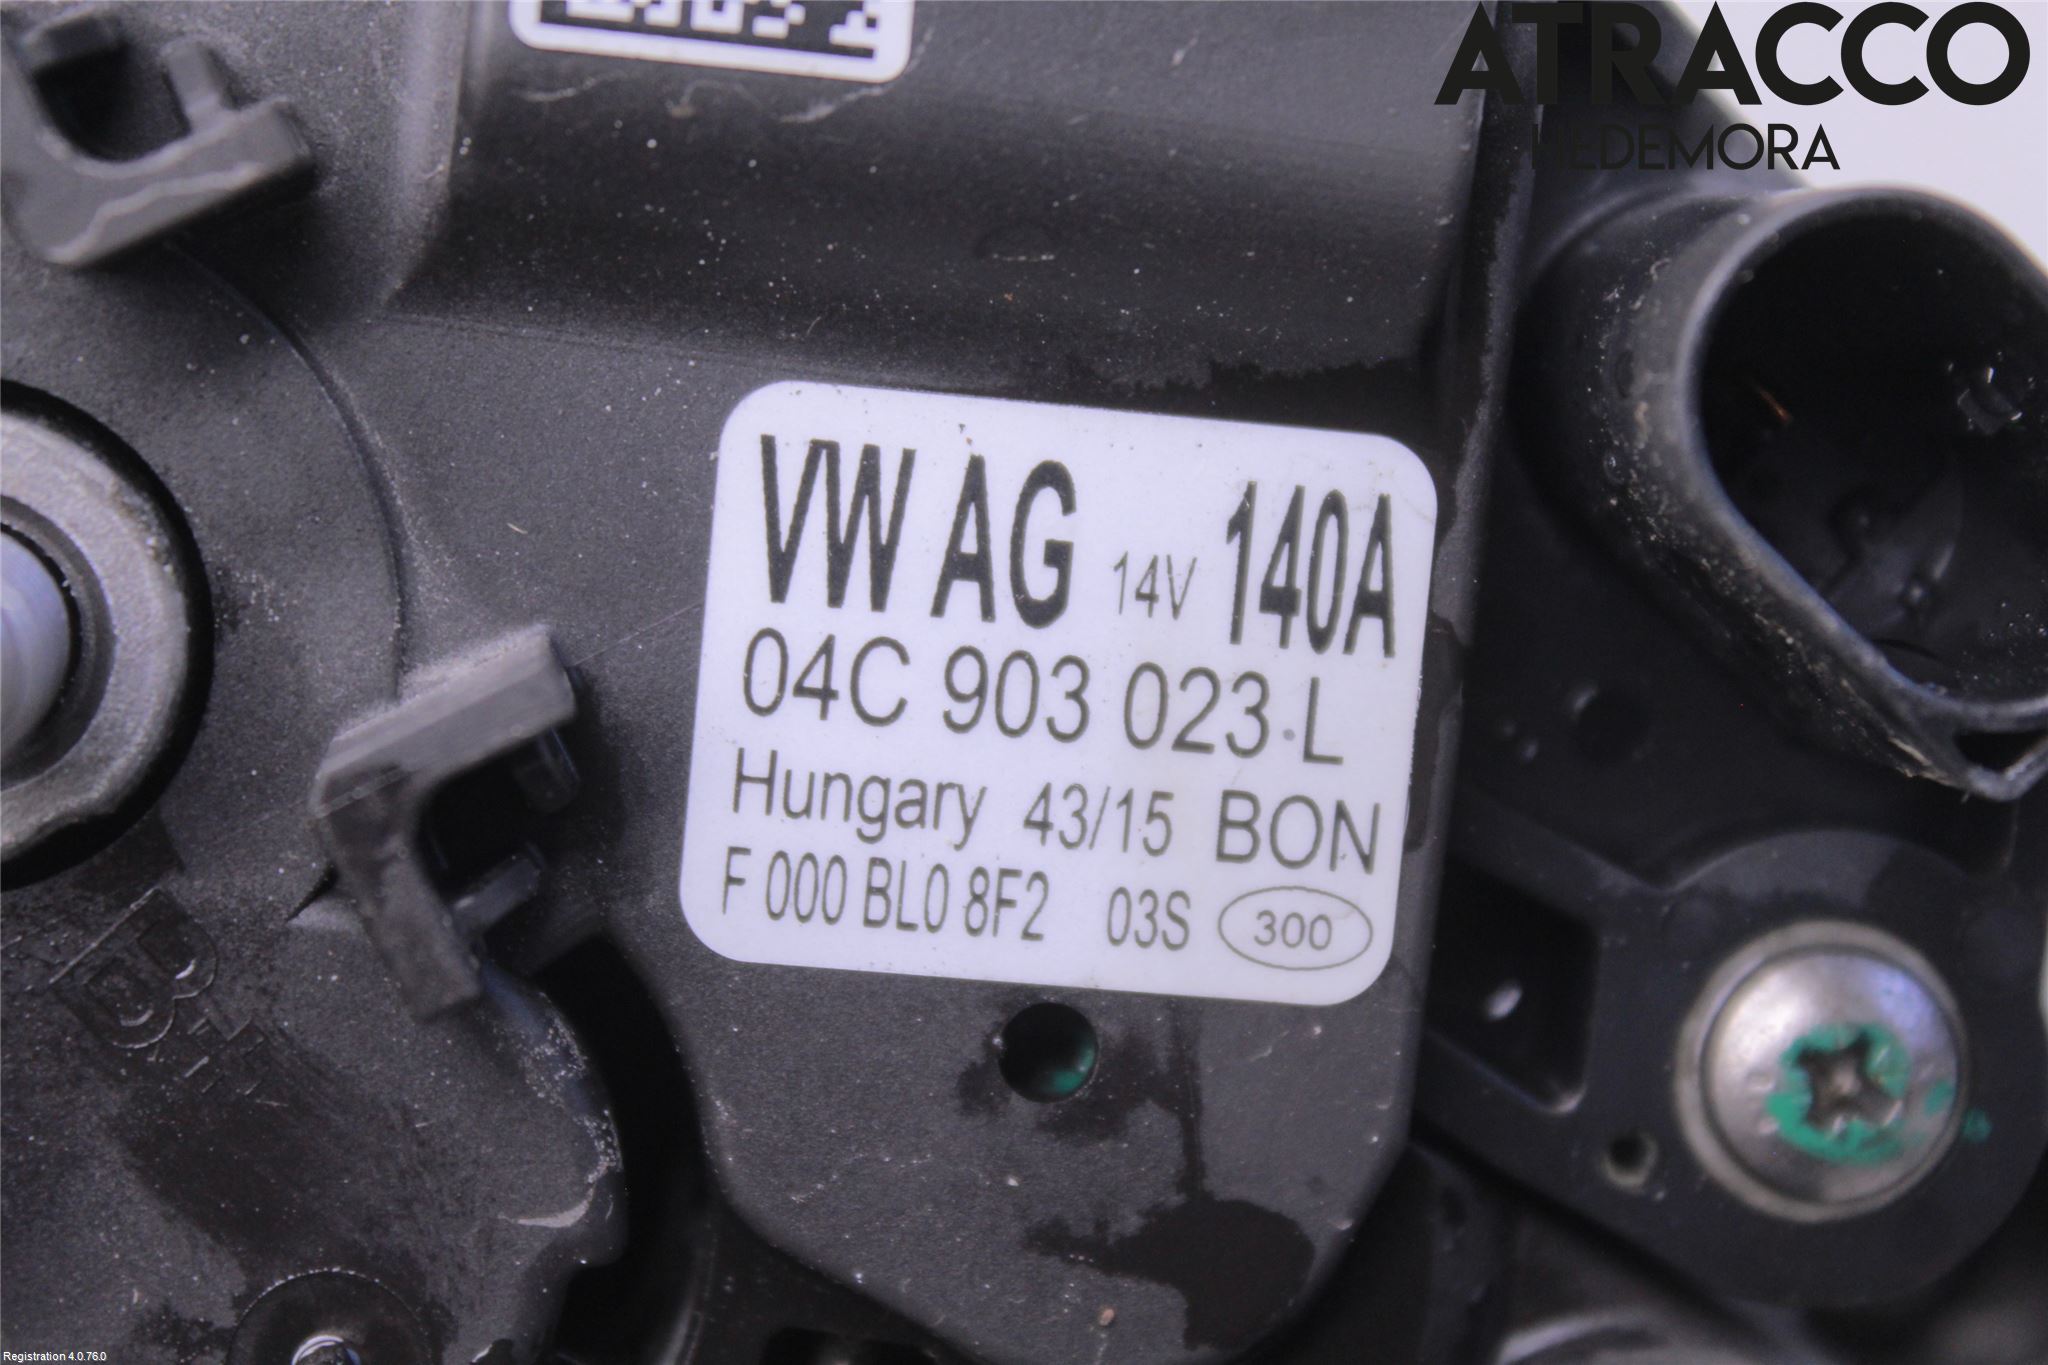 ATRACCO
HEDEMORA
VW AG 14V 140A
04C 903 023 L
Hungary 43/15 BON
F 000 BL0 8F2 03S 300
Registration 4.0.76.0